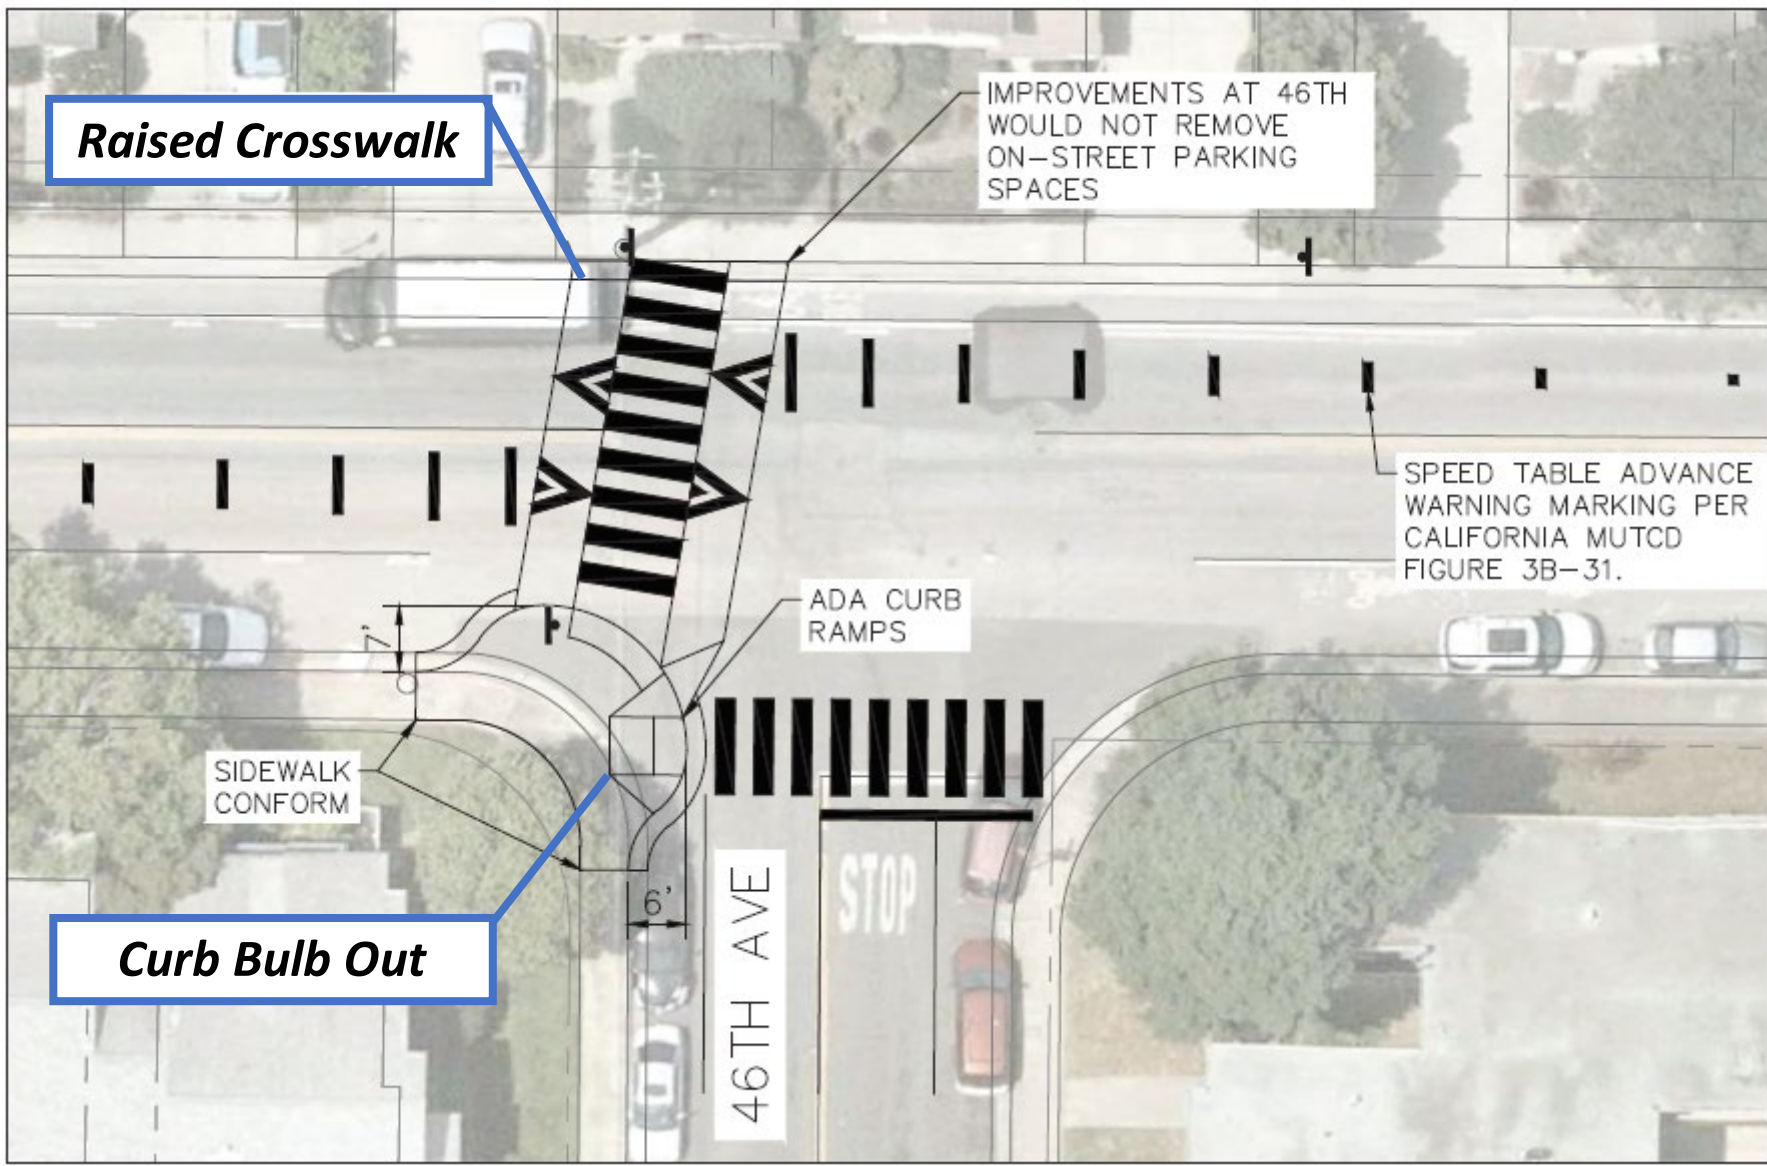 Raised Crosswalk
IMPROVEMENTS AT 46TH
WOULD NOT REMOVE
ON-STREET PARKING
SPACES
SPEED TABLE ADVANCE
WARNING MARKING PER
CALIFORNIA MUTCD
FIGURE 3B-31.
ADA CURB
RAMPS
7'
SIDEWALK
CONFORM
6'
Curb Bulb Out
46TH AVE
STOP